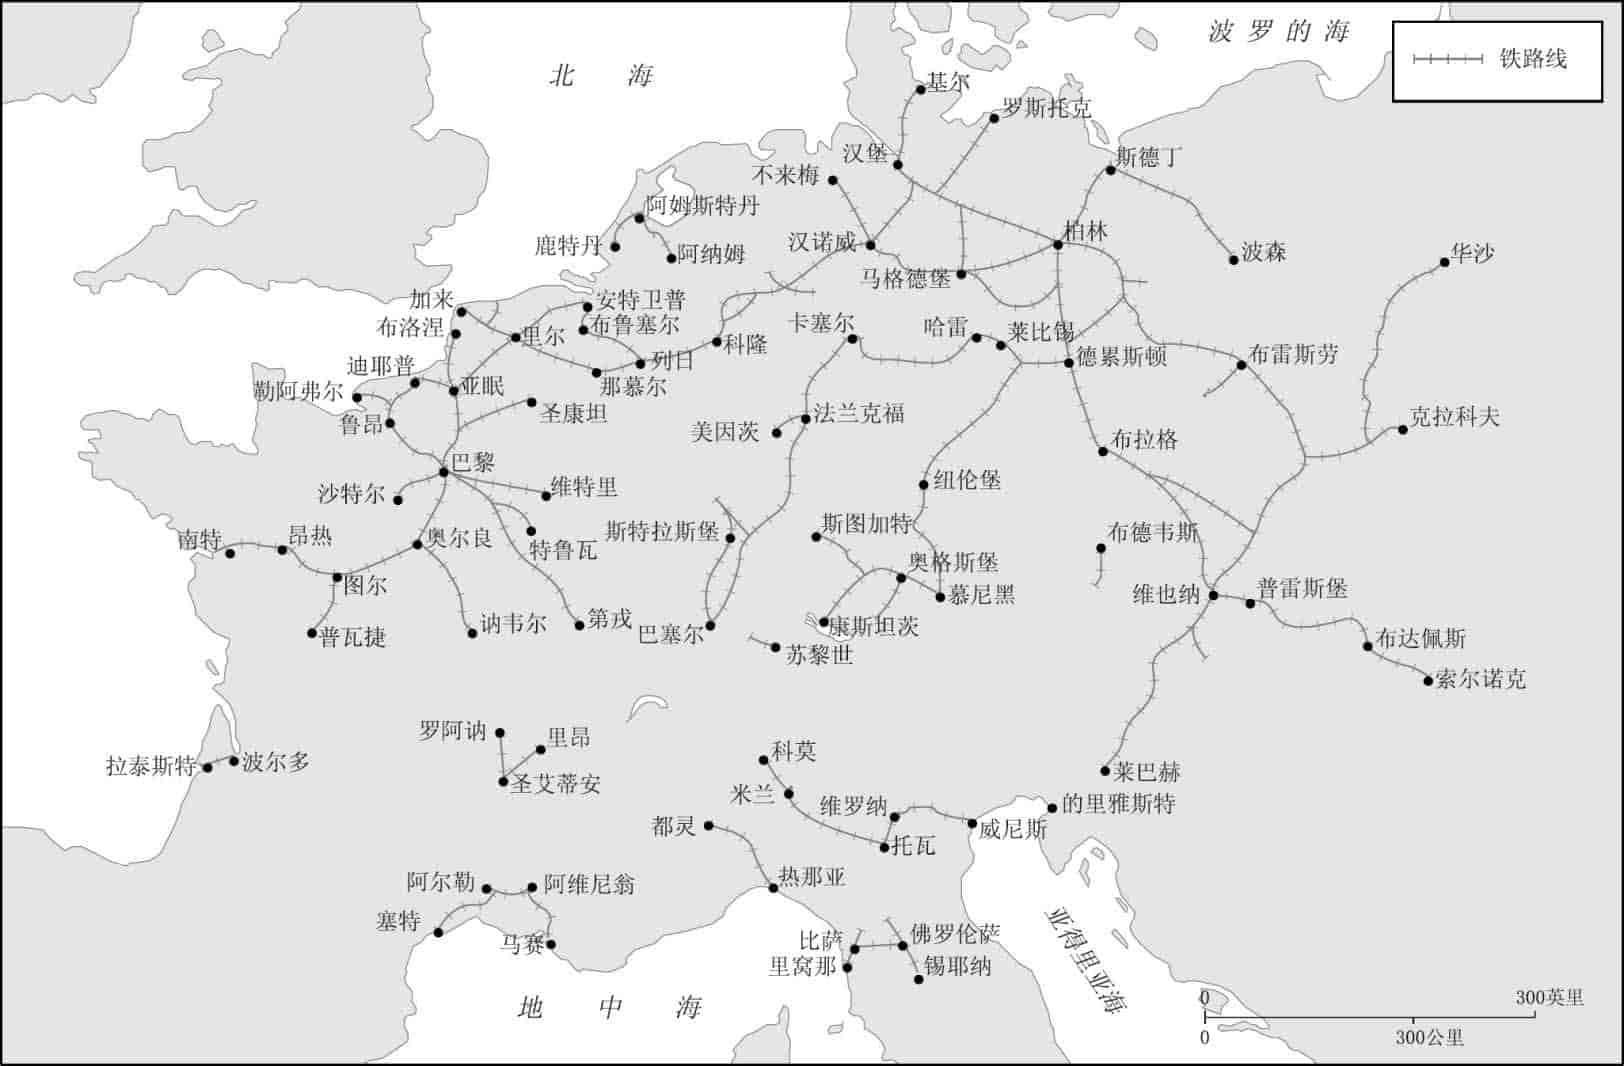 波罗的海
铁路线
北海
基尔
罗斯托克
汉堡
斯德丁
不来梅
阿姆斯特丹
鹿特丹
阿纳姆
汉诺威
柏林
波森
华沙
马格德堡
加来
安特卫普
布洛涅
里尔
布鲁塞尔
科隆
卡塞尔
哈雷
莱比锡
迪耶普
列日
德累斯顿
布雷斯劳
勒阿弗尔
亚眠
那慕尔
鲁昂
圣康坦
美因茨
法兰克福
克拉科夫
布拉格
巴黎
沙特尔
维特里
纽伦堡
南特
昂热
奥尔良
特鲁瓦
斯特拉斯堡
斯图加特
布德韦斯
图尔
奥格斯堡
慕尼黑
维也纳
普雷斯堡
普瓦捷
讷韦尔
第戎
巴塞尔
康斯坦茨
苏黎世
布达佩斯
索尔诺克
罗阿讷
里昂
拉泰斯特
波尔多
圣艾蒂安
科莫
莱巴赫
米兰
维罗纳
的里雅斯特
都灵
托瓦
威尼斯
阿尔勒
阿维尼翁
热那亚
塞特
马赛
比萨
佛罗伦萨
里窝那
锡耶纳
亚得里亚海
地中海
0
300英里
0
300公里